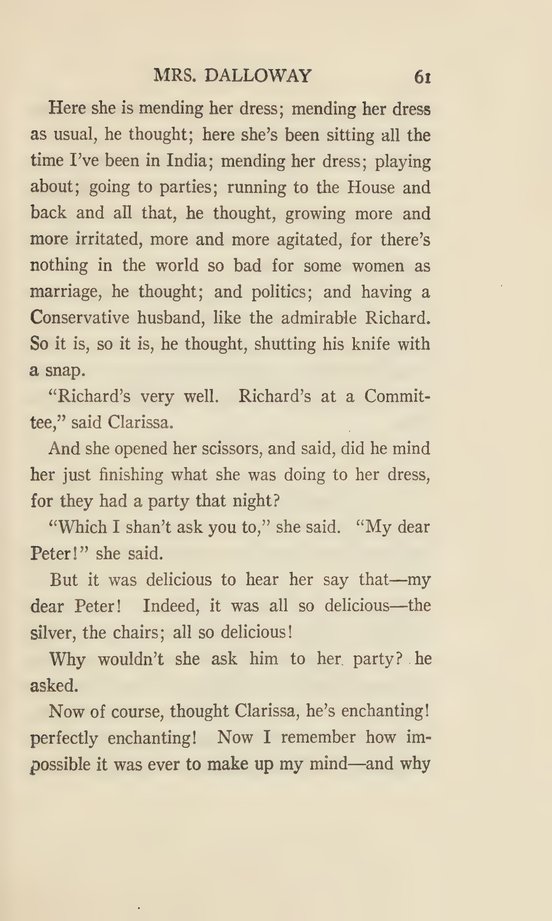 MRS. DALLOWAY 61
Here she is mending her dress; mending her dress
as usual, he thought; here she's been sitting all the
time I've been in India; mending her dress; playing
about; going to parties; running to the House and
back and all that, he thought, growing more and
more irritated, more and more agitated, for there's
nothing in the world so bad for some women as
marriage, he thought; and politics; and having a
Conservative husband, like the admirable Richard.
So it is, so it is, he thought, shutting his knife with
a snap.
"Richard's very well. Richard's at a Commit-
tee," said Clarissa.
And she opened her scissors, and said, did he mind
her just finishing what she was doing to her dress,
for they had a party that night?
"Which I shan't ask you to," she said. "My dear
Peter!" she said.
But it was delicious to hear her say that—my
dear Peter! Indeed, it was all so delicious—the
silver, the chairs; all so delicious!
Why wouldn't she ask him to her party? he
asked.
Now of course, thought Clarissa, he's enchanting!
perfectly enchanting! Now I remember how im-
possible it was ever to make up my mind—and why